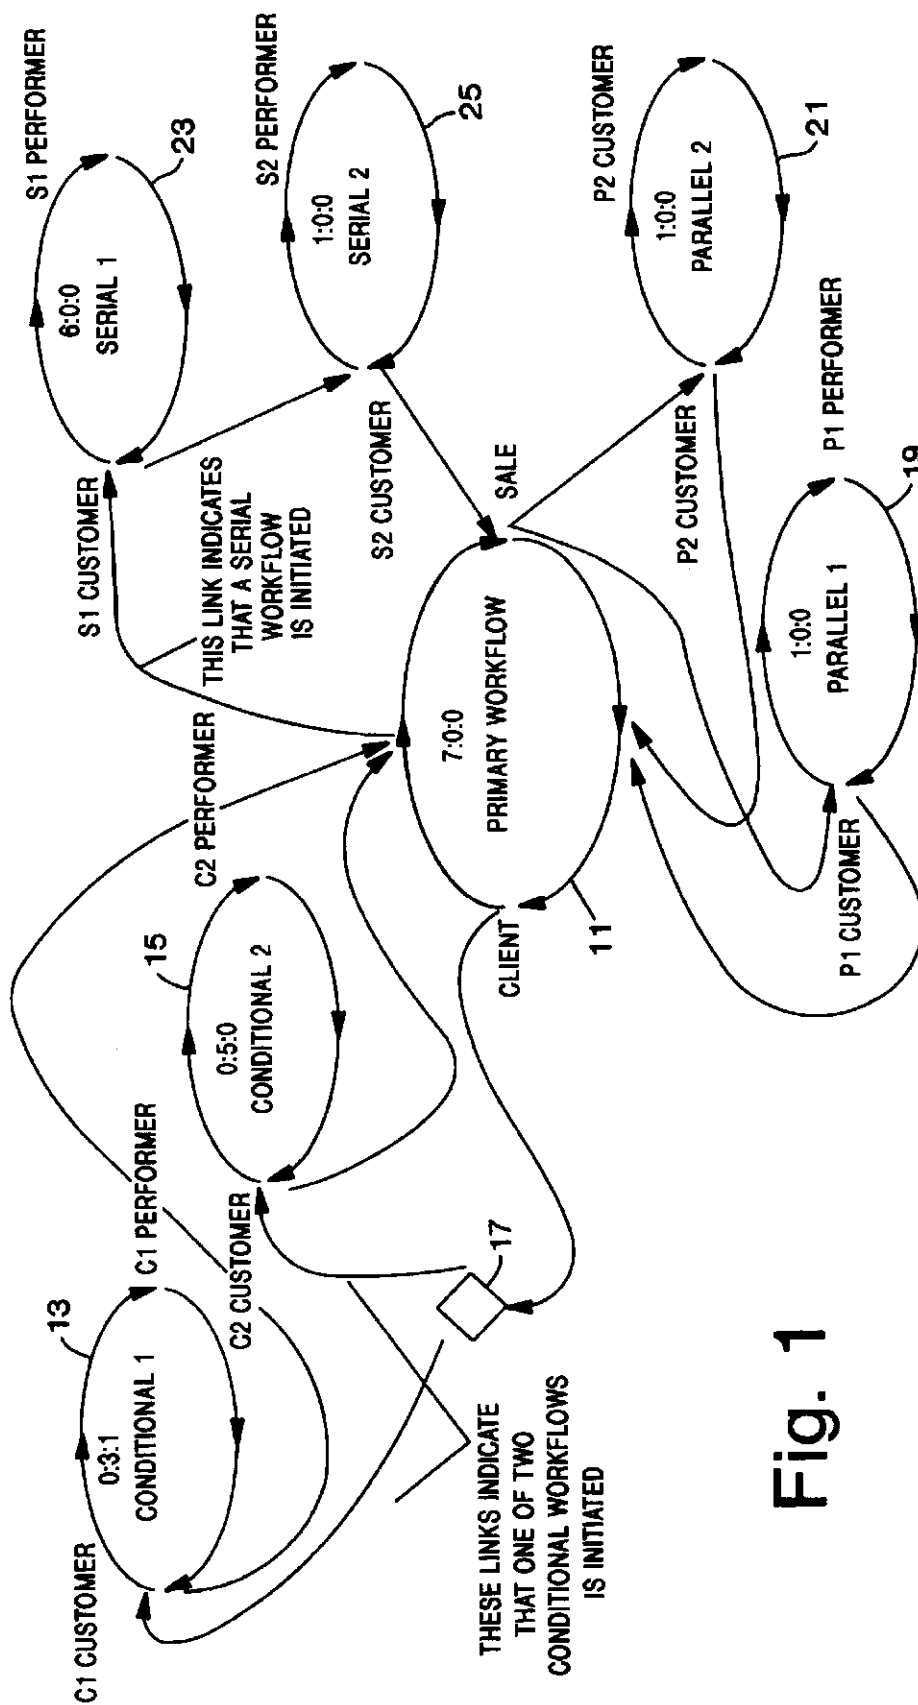 C1 CUSTOMER
13
0:3:1
CONDITIONAL 1
C1 PERFORMER
15
0:5:0
CONDITIONAL 2
C2 CUSTOMER
C2 PERFORMER
S1 CUSTOMER
THIS LINK INDICATES
THAT A SERIAL
WORKFLOW
IS INITIATED
6:0:0
SERIAL 1
S1 PERFORMER
23
S2 CUSTOMER
1:0:0
SERIAL 2
S2 PERFORMER
25
17
CLIENT
7:0:0
PRIMARY WORKFLOW
11
SALE
THESE LINKS INDICATE
THAT ONE OF TWO
CONDITIONAL WORKFLOWS
IS INITIATED
P2 CUSTOMER
1:0:0
PARALLEL 2
P2 CUSTOMER
21
P1 CUSTOMER
1:0:0
PARALLEL 1
P1 PERFORMER
19
Fig. 1